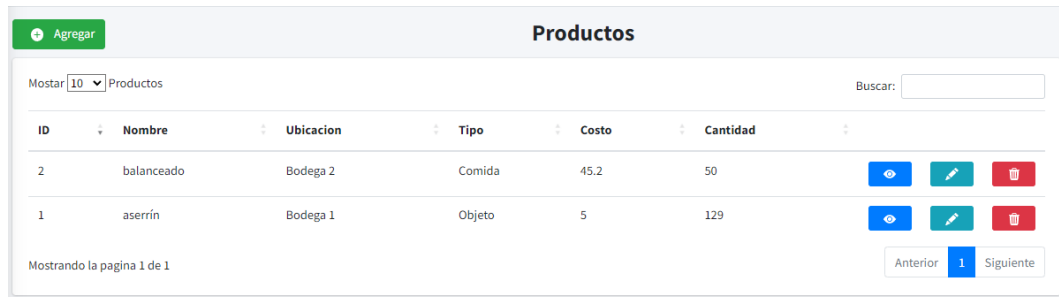 Agregar
Productos
Mostar 10 Productos
Buscar:
ID Nombre Ubicacion Tipo Costo Cantidad
2 balanceado Bodega 2 Comida 45.2 50
1 aserrín Bodega 1 Objeto 5 129
Mostrando la pagina 1 de 1
Anterior 1 Siguiente